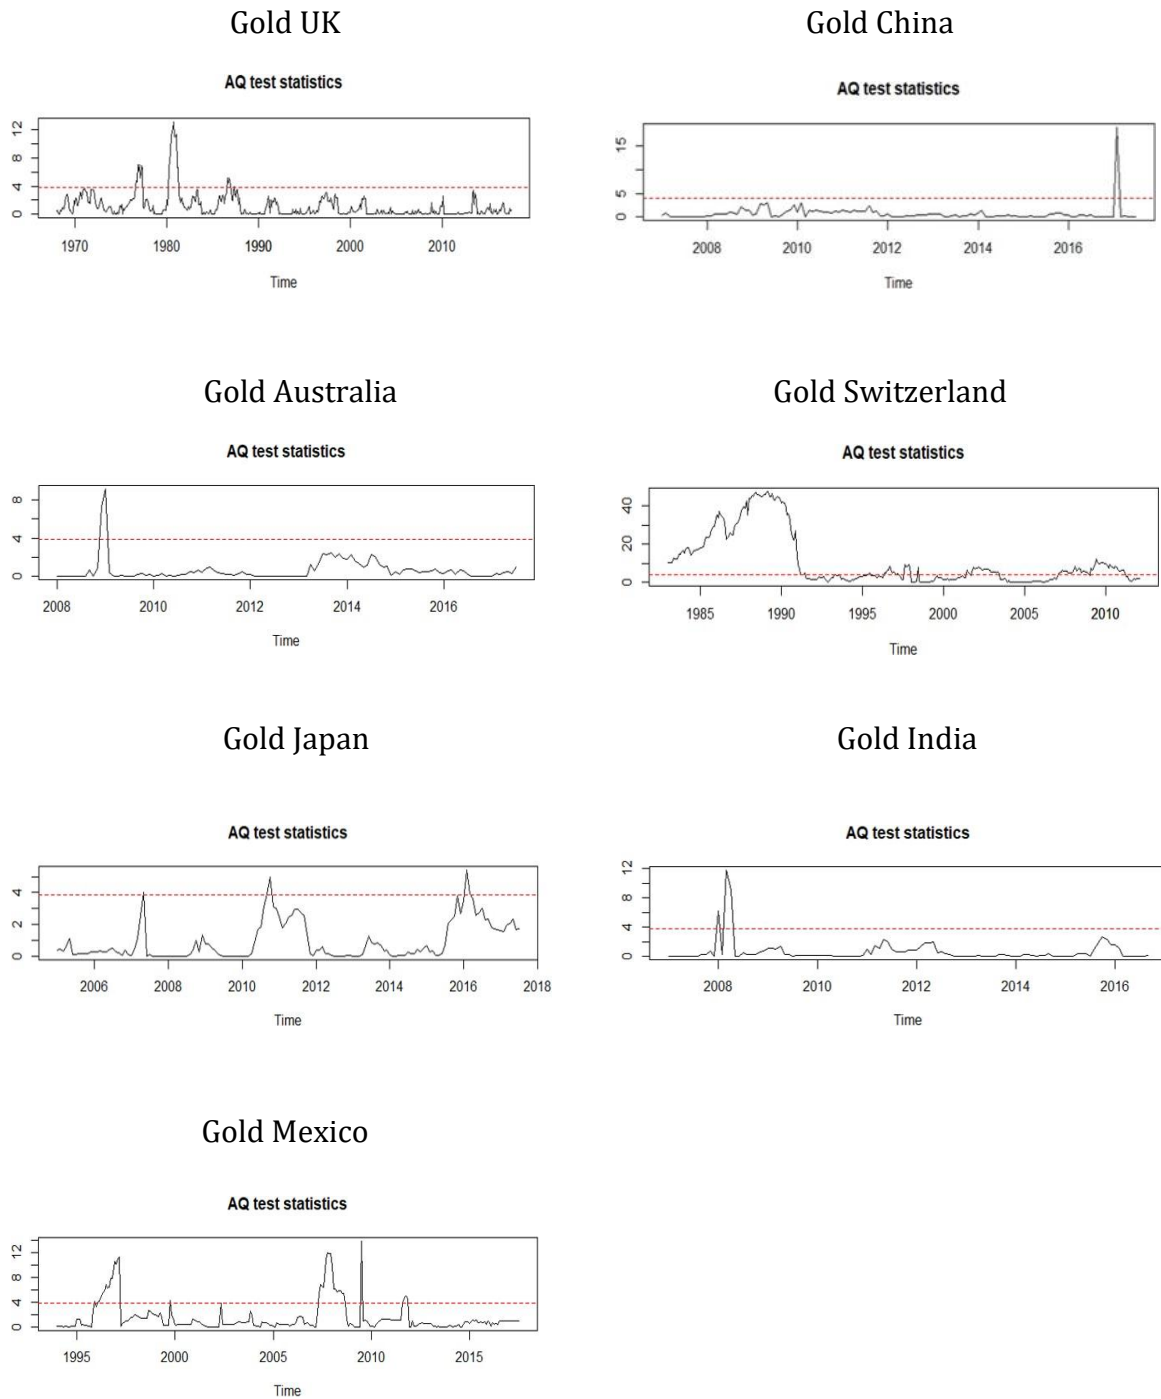 Gold UK
AQ test statistics
12
8
4
0
1970 1980 1990 2000 2010
Time
Gold China
AQ test statistics
15
5
0
2008 2010 2012 2014 2016
Time
Gold Australia
AQ test statistics
8
4
0
2008 2010 2012 2014 2016
Time
Gold Switzerland
AQ test statistics
40
20
0
1985 1990 1995 2000 2005 2010
Time
Gold Japan
AQ test statistics
4
2
0
2006 2008 2010 2012 2014 2016 2018
Time
Gold India
AQ test statistics
12
8
4
0
2008 2010 2012 2014 2016
Time
Gold Mexico
AQ test statistics
12
8
4
0
1995 2000 2005 2010 2015
Time